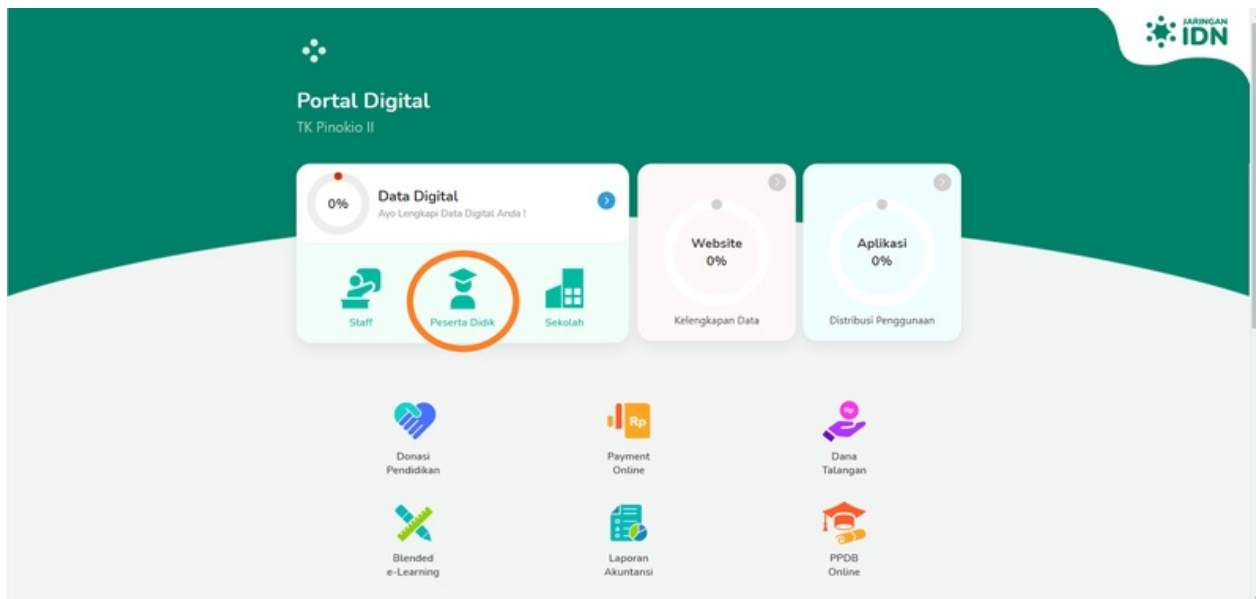 JARINGAN
IDN
Portal Digital
TK Pinokio II
0%
Data Digital
Ayo Lengkapi Data Digital Anda !
Staff
Peserta Didik
Sekolah
Website
0%
Kelengkapan Data
Aplikasi
0%
Distribusi Penggunaan
Donasi
Pendidikan
Rp
Payment
Online
Rp
Dana
Talangan
Blended
e-Learning
Laporan
Akuntansi
PPDB
Online